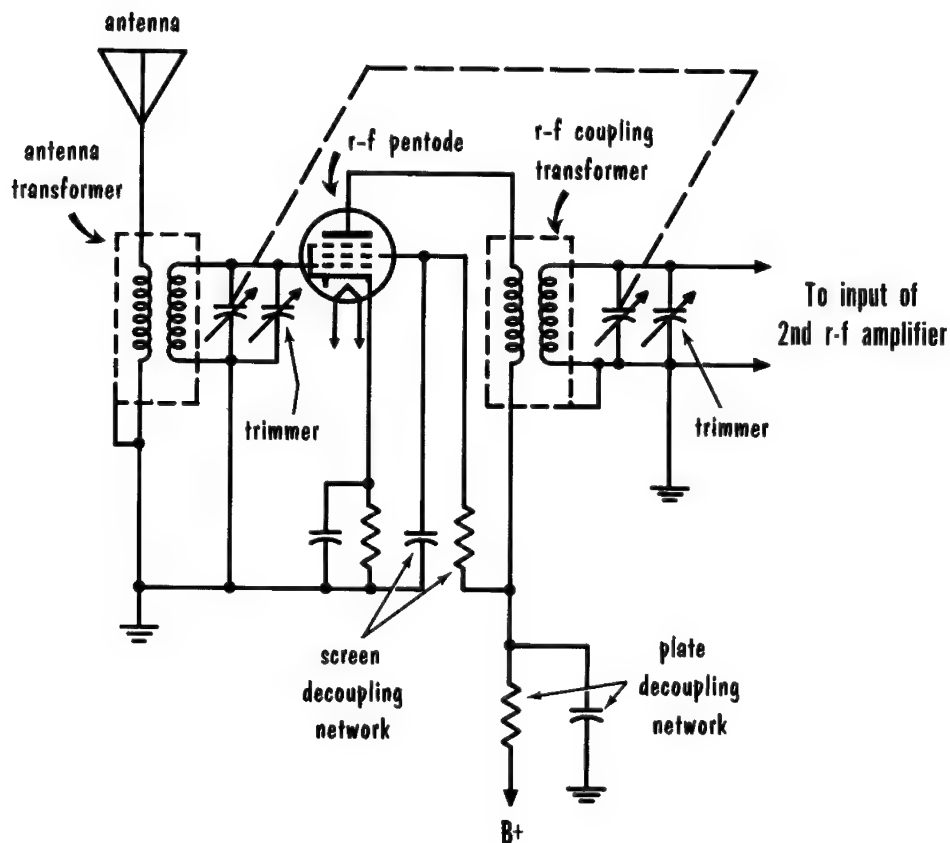 antenna
r-f pentode
r-f coupling
transformer
antenna
transformer
To input of
2nd r-f amplifier
trimmer
trimmer
screen
decoupling
network
plate
decoupling
network
B+